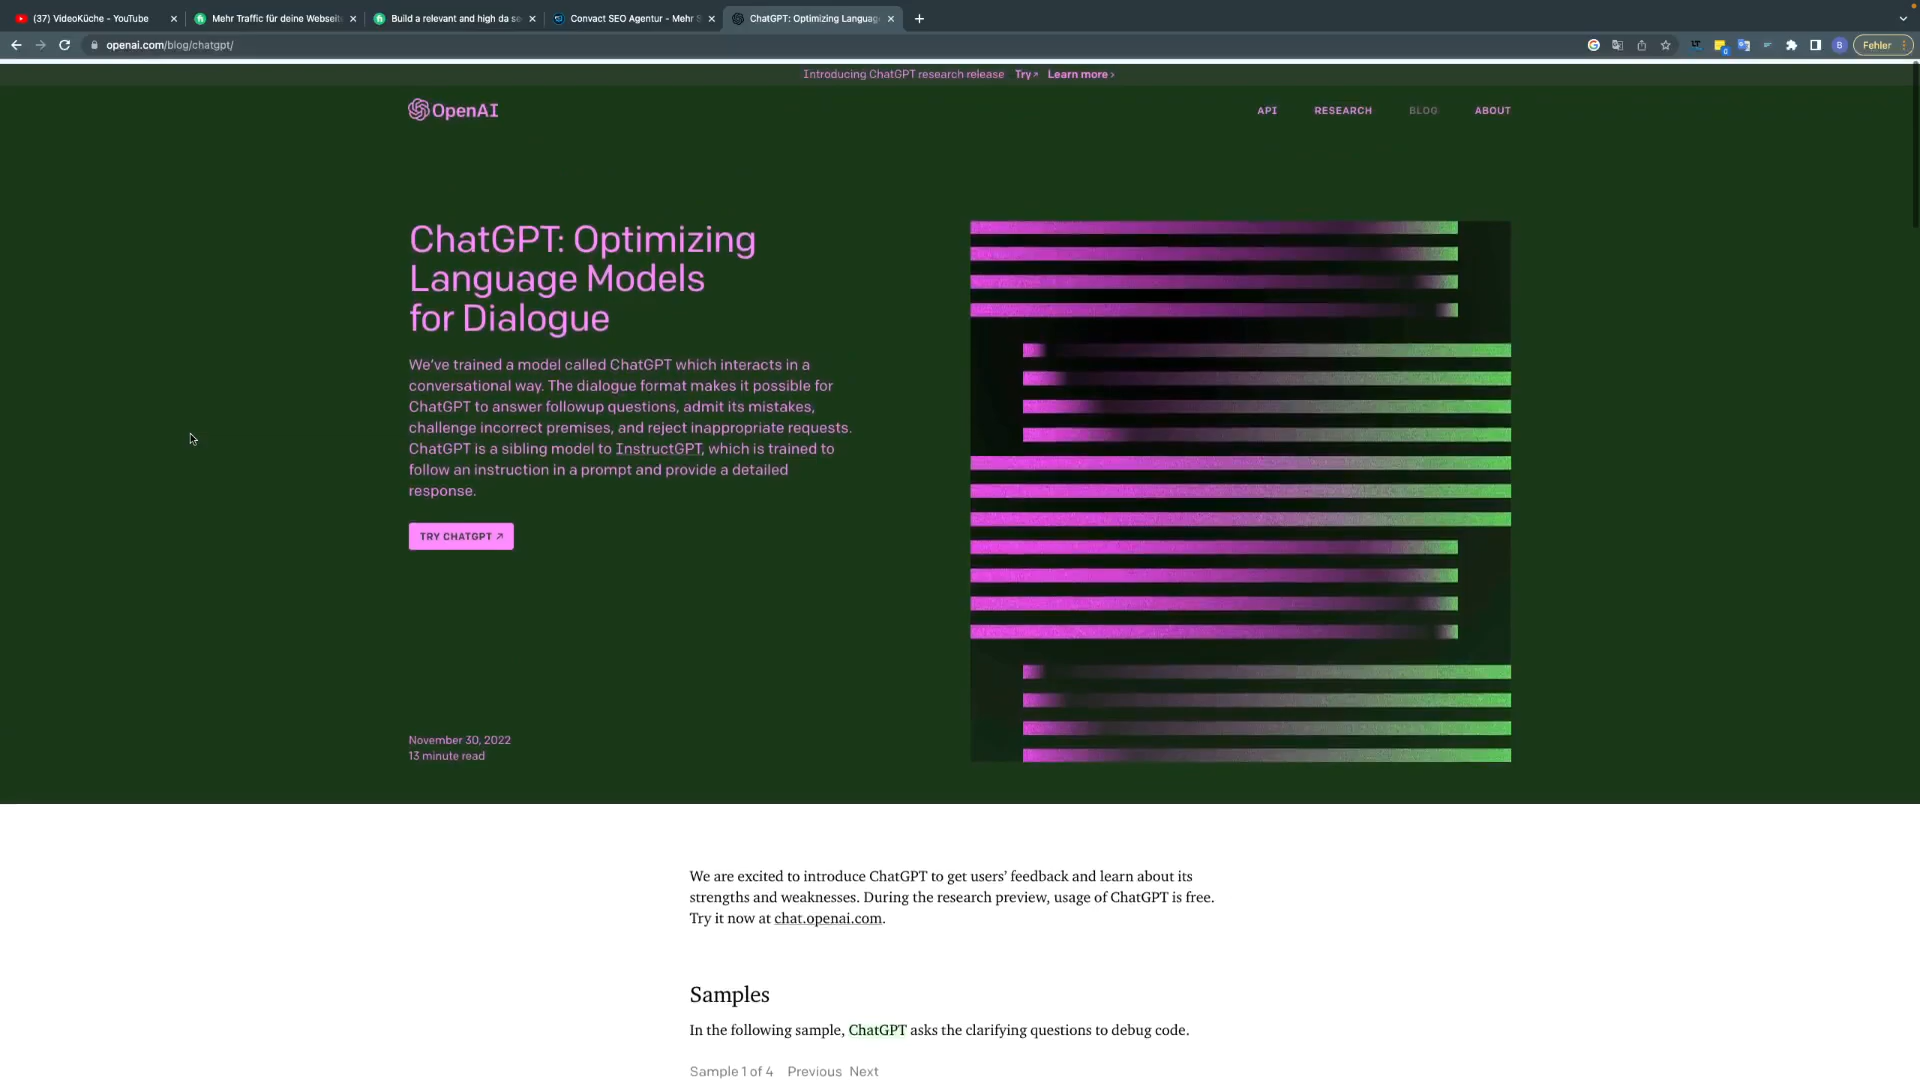 (37) VideoKüche - YouTube
Mehr Traffic für deine Webseit
Build a relevant and high da se
Convact SEO Agentur - Mehr S
ChatGPT: Optimizing Languag
openai.com/blog/chatgpt/
B
Fehler
Introducing ChatGPT research release Try↗ Learn more ›
OpenAI
API RESEARCH BLOG ABOUT
ChatGPT: Optimizing
Language Models
for Dialogue
We’ve trained a model called ChatGPT which interacts in a
conversational way. The dialogue format makes it possible for
ChatGPT to answer followup questions, admit its mistakes,
challenge incorrect premises, and reject inappropriate requests.
ChatGPT is a sibling model to InstructGPT, which is trained to
follow an instruction in a prompt and provide a detailed
response.
TRY CHATGPT ↗
November 30, 2022
13 minute read
We are excited to introduce ChatGPT to get users’ feedback and learn about its
strengths and weaknesses. During the research preview, usage of ChatGPT is free.
Try it now at chat.openai.com.
Samples
In the following sample, ChatGPT asks the clarifying questions to debug code.
Sample 1 of 4 Previous Next